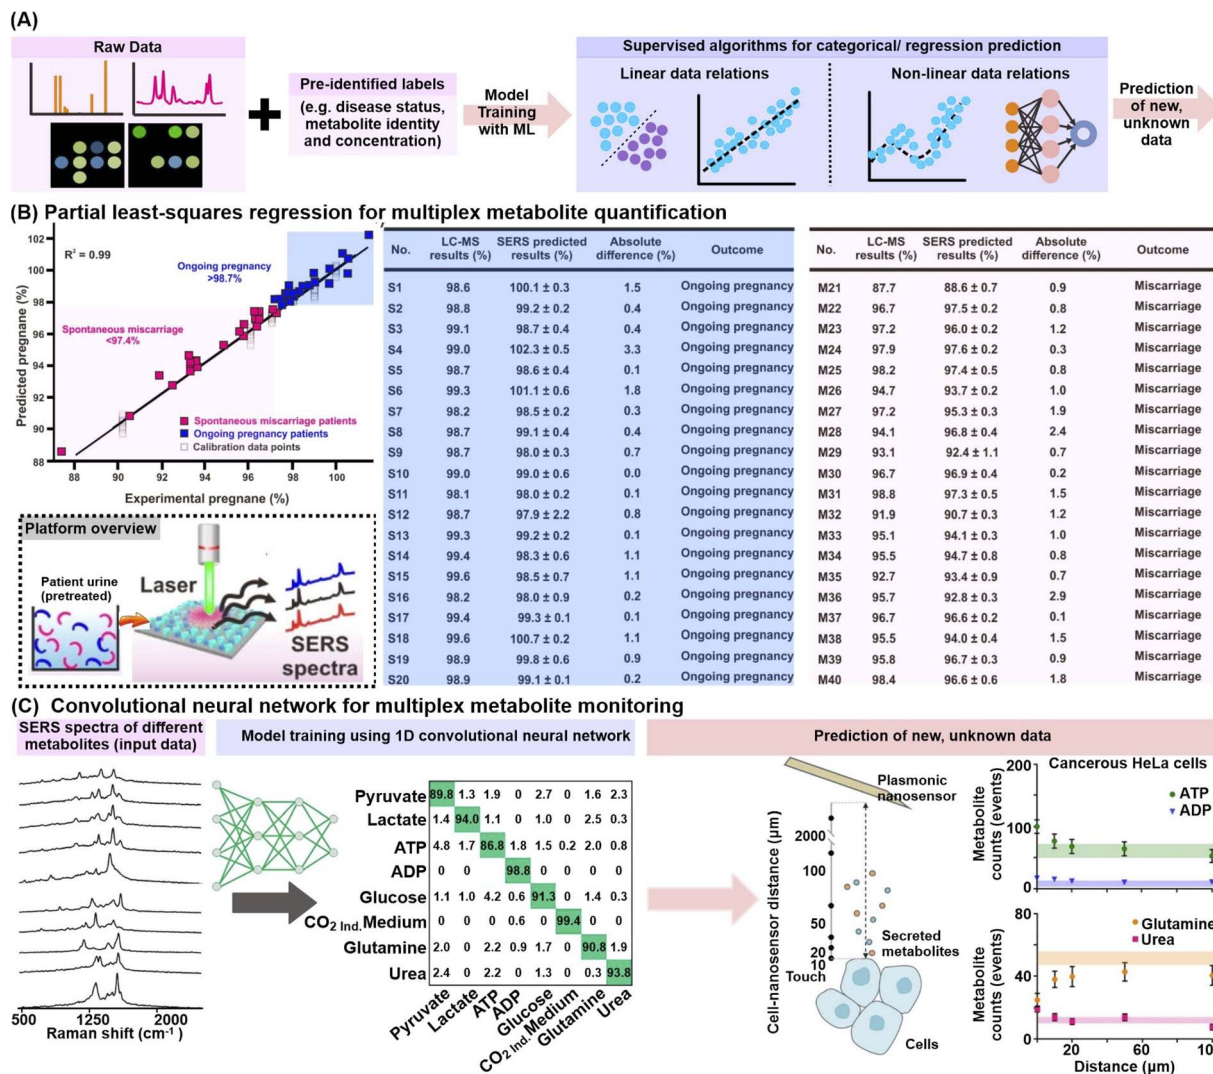 (A)
Raw Data
Pre-identified labels
(e.g. disease status,
metabolite identity
and concentration)
Model
Training
with ML
Supervised algorithms for categorical/ regression prediction
Linear data relations
Non-linear data relations
Prediction
of new,
unknown
data
(B) Partial least-squares regression for multiplex metabolite quantification
Predicted pregnane (%)
102
100
98
96
94
92
90
88
R² = 0.99
Ongoing pregnancy
>98.7%
Spontaneous miscarriage
<97.4%
Spontaneous miscarriage patients
Ongoing pregnancy patients
Calibration data points
88 90 92 94 96 98 100
Experimental pregnane (%)
Platform overview
Patient urine
(pretreated)
Laser
SERS
spectra
No. LC-MS results (%) SERS predicted results (%) Absolute difference (%) Outcome
S1 98.6 100.1 ± 0.3 1.5 Ongoing pregnancy
S2 98.8 99.2 ± 0.2 0.4 Ongoing pregnancy
S3 99.1 98.7 ± 0.4 0.4 Ongoing pregnancy
S4 99.0 102.3 ± 0.5 3.3 Ongoing pregnancy
S5 98.7 98.6 ± 0.4 0.1 Ongoing pregnancy
S6 99.3 101.1 ± 0.6 1.8 Ongoing pregnancy
S7 98.2 98.5 ± 0.2 0.3 Ongoing pregnancy
S8 98.7 99.1 ± 0.4 0.4 Ongoing pregnancy
S9 98.7 98.0 ± 0.3 0.7 Ongoing pregnancy
S10 99.0 99.0 ± 0.6 0.0 Ongoing pregnancy
S11 98.1 98.0 ± 0.2 0.1 Ongoing pregnancy
S12 98.7 97.9 ± 2.2 0.8 Ongoing pregnancy
S13 99.3 99.2 ± 0.2 0.1 Ongoing pregnancy
S14 99.4 98.3 ± 0.6 1.1 Ongoing pregnancy
S15 99.6 98.5 ± 0.7 1.1 Ongoing pregnancy
S16 98.2 98.0 ± 0.9 0.2 Ongoing pregnancy
S17 99.4 99.3 ± 0.1 0.1 Ongoing pregnancy
S18 99.6 100.7 ± 0.2 1.1 Ongoing pregnancy
S19 98.9 99.8 ± 0.6 0.9 Ongoing pregnancy
S20 98.9 99.1 ± 0.1 0.2 Ongoing pregnancy
No. LC-MS results (%) SERS predicted results (%) Absolute difference (%) Outcome
M21 87.7 88.6 ± 0.7 0.9 Miscarriage
M22 96.7 97.5 ± 0.2 0.8 Miscarriage
M23 97.2 96.0 ± 0.2 1.2 Miscarriage
M24 97.9 97.6 ± 0.2 0.3 Miscarriage
M25 98.2 97.4 ± 0.5 0.8 Miscarriage
M26 94.7 93.7 ± 0.2 1.0 Miscarriage
M27 97.2 95.3 ± 0.3 1.9 Miscarriage
M28 94.1 96.8 ± 0.4 2.4 Miscarriage
M29 93.1 92.4 ± 1.1 0.7 Miscarriage
M30 96.7 96.9 ± 0.4 0.2 Miscarriage
M31 98.8 97.3 ± 0.5 1.5 Miscarriage
M32 91.9 90.7 ± 0.3 1.2 Miscarriage
M33 95.1 94.1 ± 0.3 1.0 Miscarriage
M34 95.5 94.7 ± 0.8 0.8 Miscarriage
M35 92.7 93.4 ± 0.9 0.7 Miscarriage
M36 95.7 92.8 ± 0.3 2.9 Miscarriage
M37 96.7 96.6 ± 0.2 0.1 Miscarriage
M38 95.5 94.0 ± 0.4 1.5 Miscarriage
M39 95.8 96.7 ± 0.3 0.9 Miscarriage
M40 98.4 96.6 ± 0.6 1.8 Miscarriage
(C) Convolutional neural network for multiplex metabolite monitoring
SERS spectra of different
metabolites (input data)
500 1250 2000
Raman shift (cm⁻¹)
Model training using 1D convolutional neural network
Pyruvate 89.8 1.3 1.9 0 2.7 0 1.6 2.3
Lactate 1.4 94.0 1.1 0 1.0 0 2.5 0.3
ATP 4.8 1.7 86.8 1.8 1.5 0.2 2.0 0.8
ADP 0 0 0 98.8 0 0 0 0
Glucose 1.1 1.0 4.2 0.6 91.3 0 1.4 0.3
CO2 Ind. Medium 0 0 0 0.6 0 99.4 0 0
Glutamine 2.0 0 2.2 0.9 1.7 0 90.8 1.9
Urea 2.4 0 2.2 0 1.3 0 0.3 93.8
Pyruvate Lactate ATP ADP Glucose CO2 Ind. Medium Glutamine Urea
Prediction of new, unknown data
Plasmonic
nanosensor
Cell-nanosensor distance (µm)
2000
100
50
20
10
Touch
Secreted
metabolites
Cells
Metabolite
counts (events)
200
100
0
Cancerous HeLa cells
ATP
ADP
Metabolite
counts (events)
80
40
0
Glutamine
Urea
20 50 10
Distance (µm)